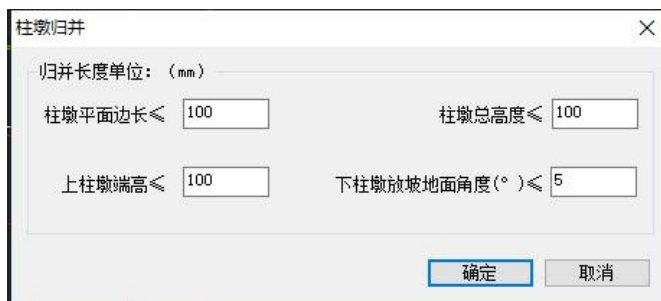 柱墩归并
归并长度单位：（mm）
柱墩平面边长≤ 100 柱墩总高度≤ 100
上柱墩端高≤ 100 下柱墩放坡地面角度(°)≤ 5
确定 取消